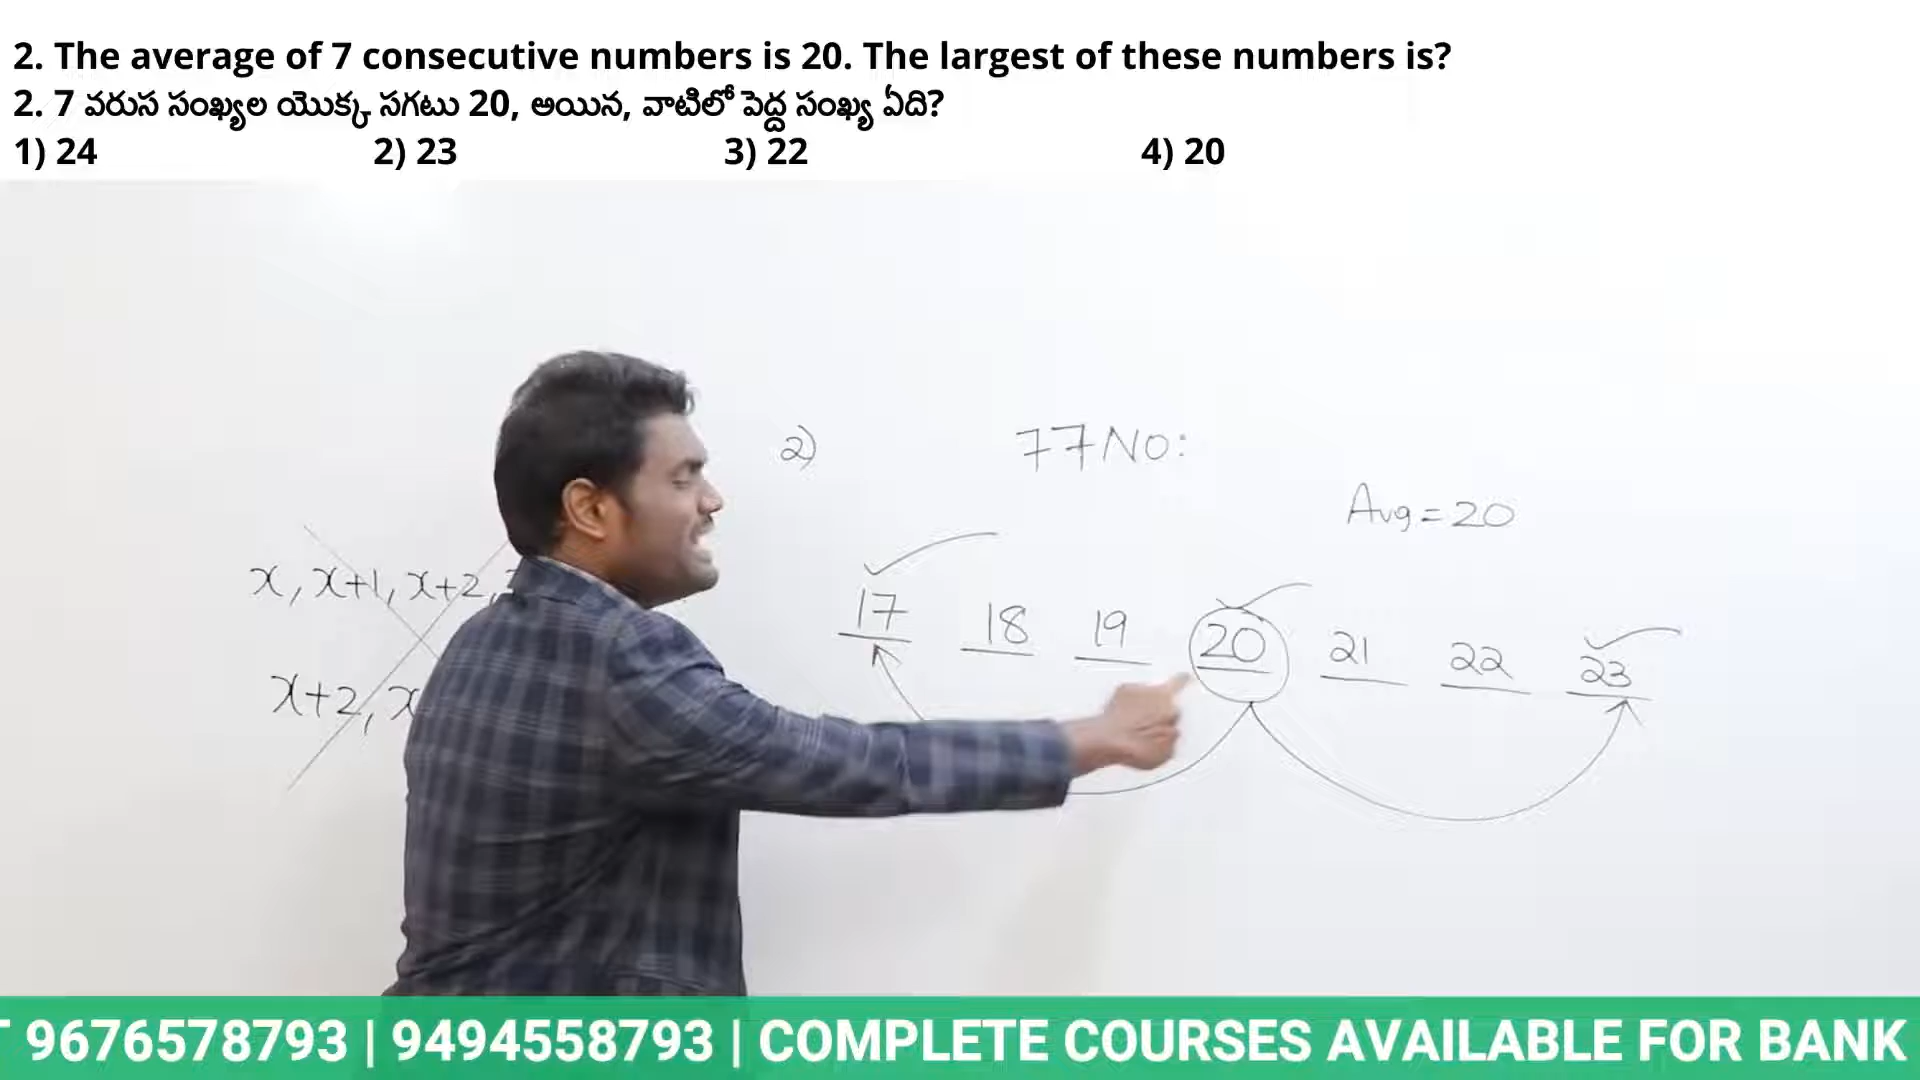 2. The average of 7 consecutive numbers is 20. The largest of these numbers is?
2. 7 వరుస సంఖ్యల యొక్క సగటు 20, అయిన, వాటిలో పెద్ద సంఖ్య ఏది?
1) 24 2) 23 3) 22 4) 20
2) 77 NO:
Avg = 20
x, x+1, x+2,
17 18 19 20 21 22 23
x+2, x
9676578793 | 9494558793 | COMPLETE COURSES AVAILABLE FOR BANK